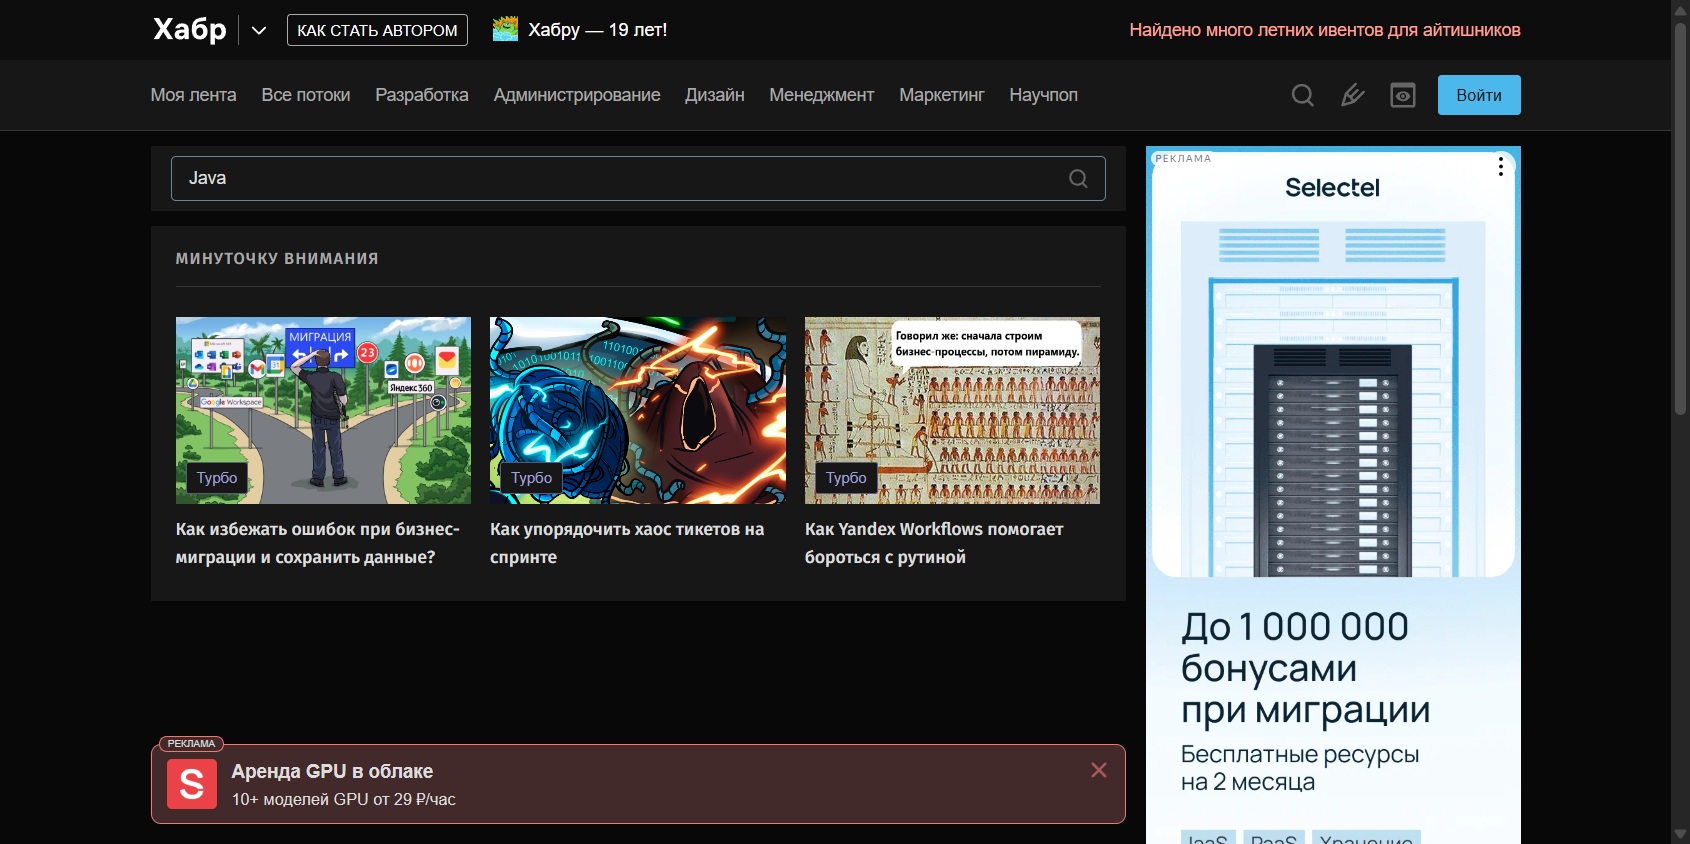 Хабр
КАК СТАТЬ АВТОРОМ
Хабру — 19 лет!
Найдено много летних ивентов для айтишников
Моя лента
Все потоки
Разработка
Администрирование
Дизайн
Менеджмент
Маркетинг
Научпоп
Войти
Java
МИНУТОЧКУ ВНИМАНИЯ
МИГРАЦИЯ
23
Яндекс360
Google Workspace
Турбо
Как избежать ошибок при бизнес-
миграции и сохранить данные?
101010010110
Турбо
Как упорядочить хаос тикетов на
спринте
Говорил же: сначала строим
бизнес-процессы, потом пирамиду.
Турбо
Как Yandex Workflows помогает
бороться с рутиной
РЕКЛАМА
S
Аренда GPU в облаке
10+ моделей GPU от 29 ₽/час
РЕКЛАМА
Selectel
До 1 000 000
бонусами
при миграции
Бесплатные ресурсы
на 2 месяца
IaaS
PaaS
Хранение